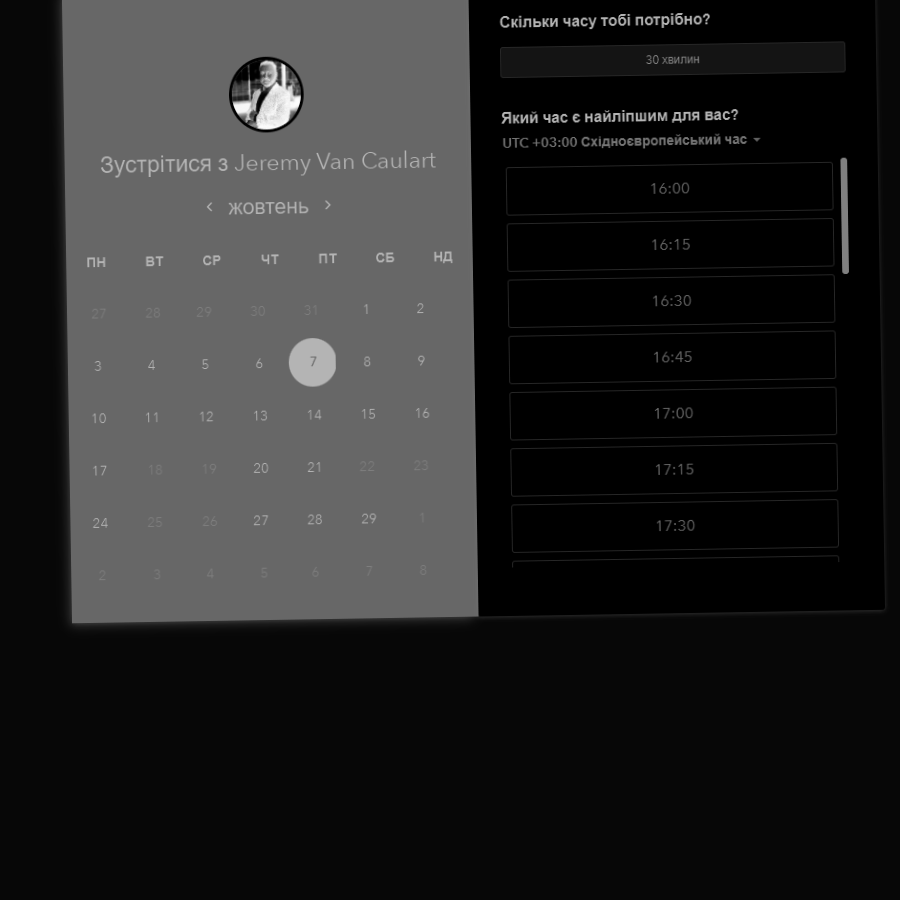 Зустрітися з Jeremy Van Caulart
жовтень
ПН ВТ СР ЧТ ПТ СБ НД
27 28 29 30 31 1 2
3 4 5 6 7 8 9
10 11 12 13 14 15 16
17 18 19 20 21 22 23
24 25 26 27 28 29 1
2 3 4 5 6 7 8
Скільки часу тобі потрібно?
30 хвилин
Який час є найліпшим для вас?
UTC +03:00 Східноєвропейський час
16:00
16:15
16:30
16:45
17:00
17:15
17:30